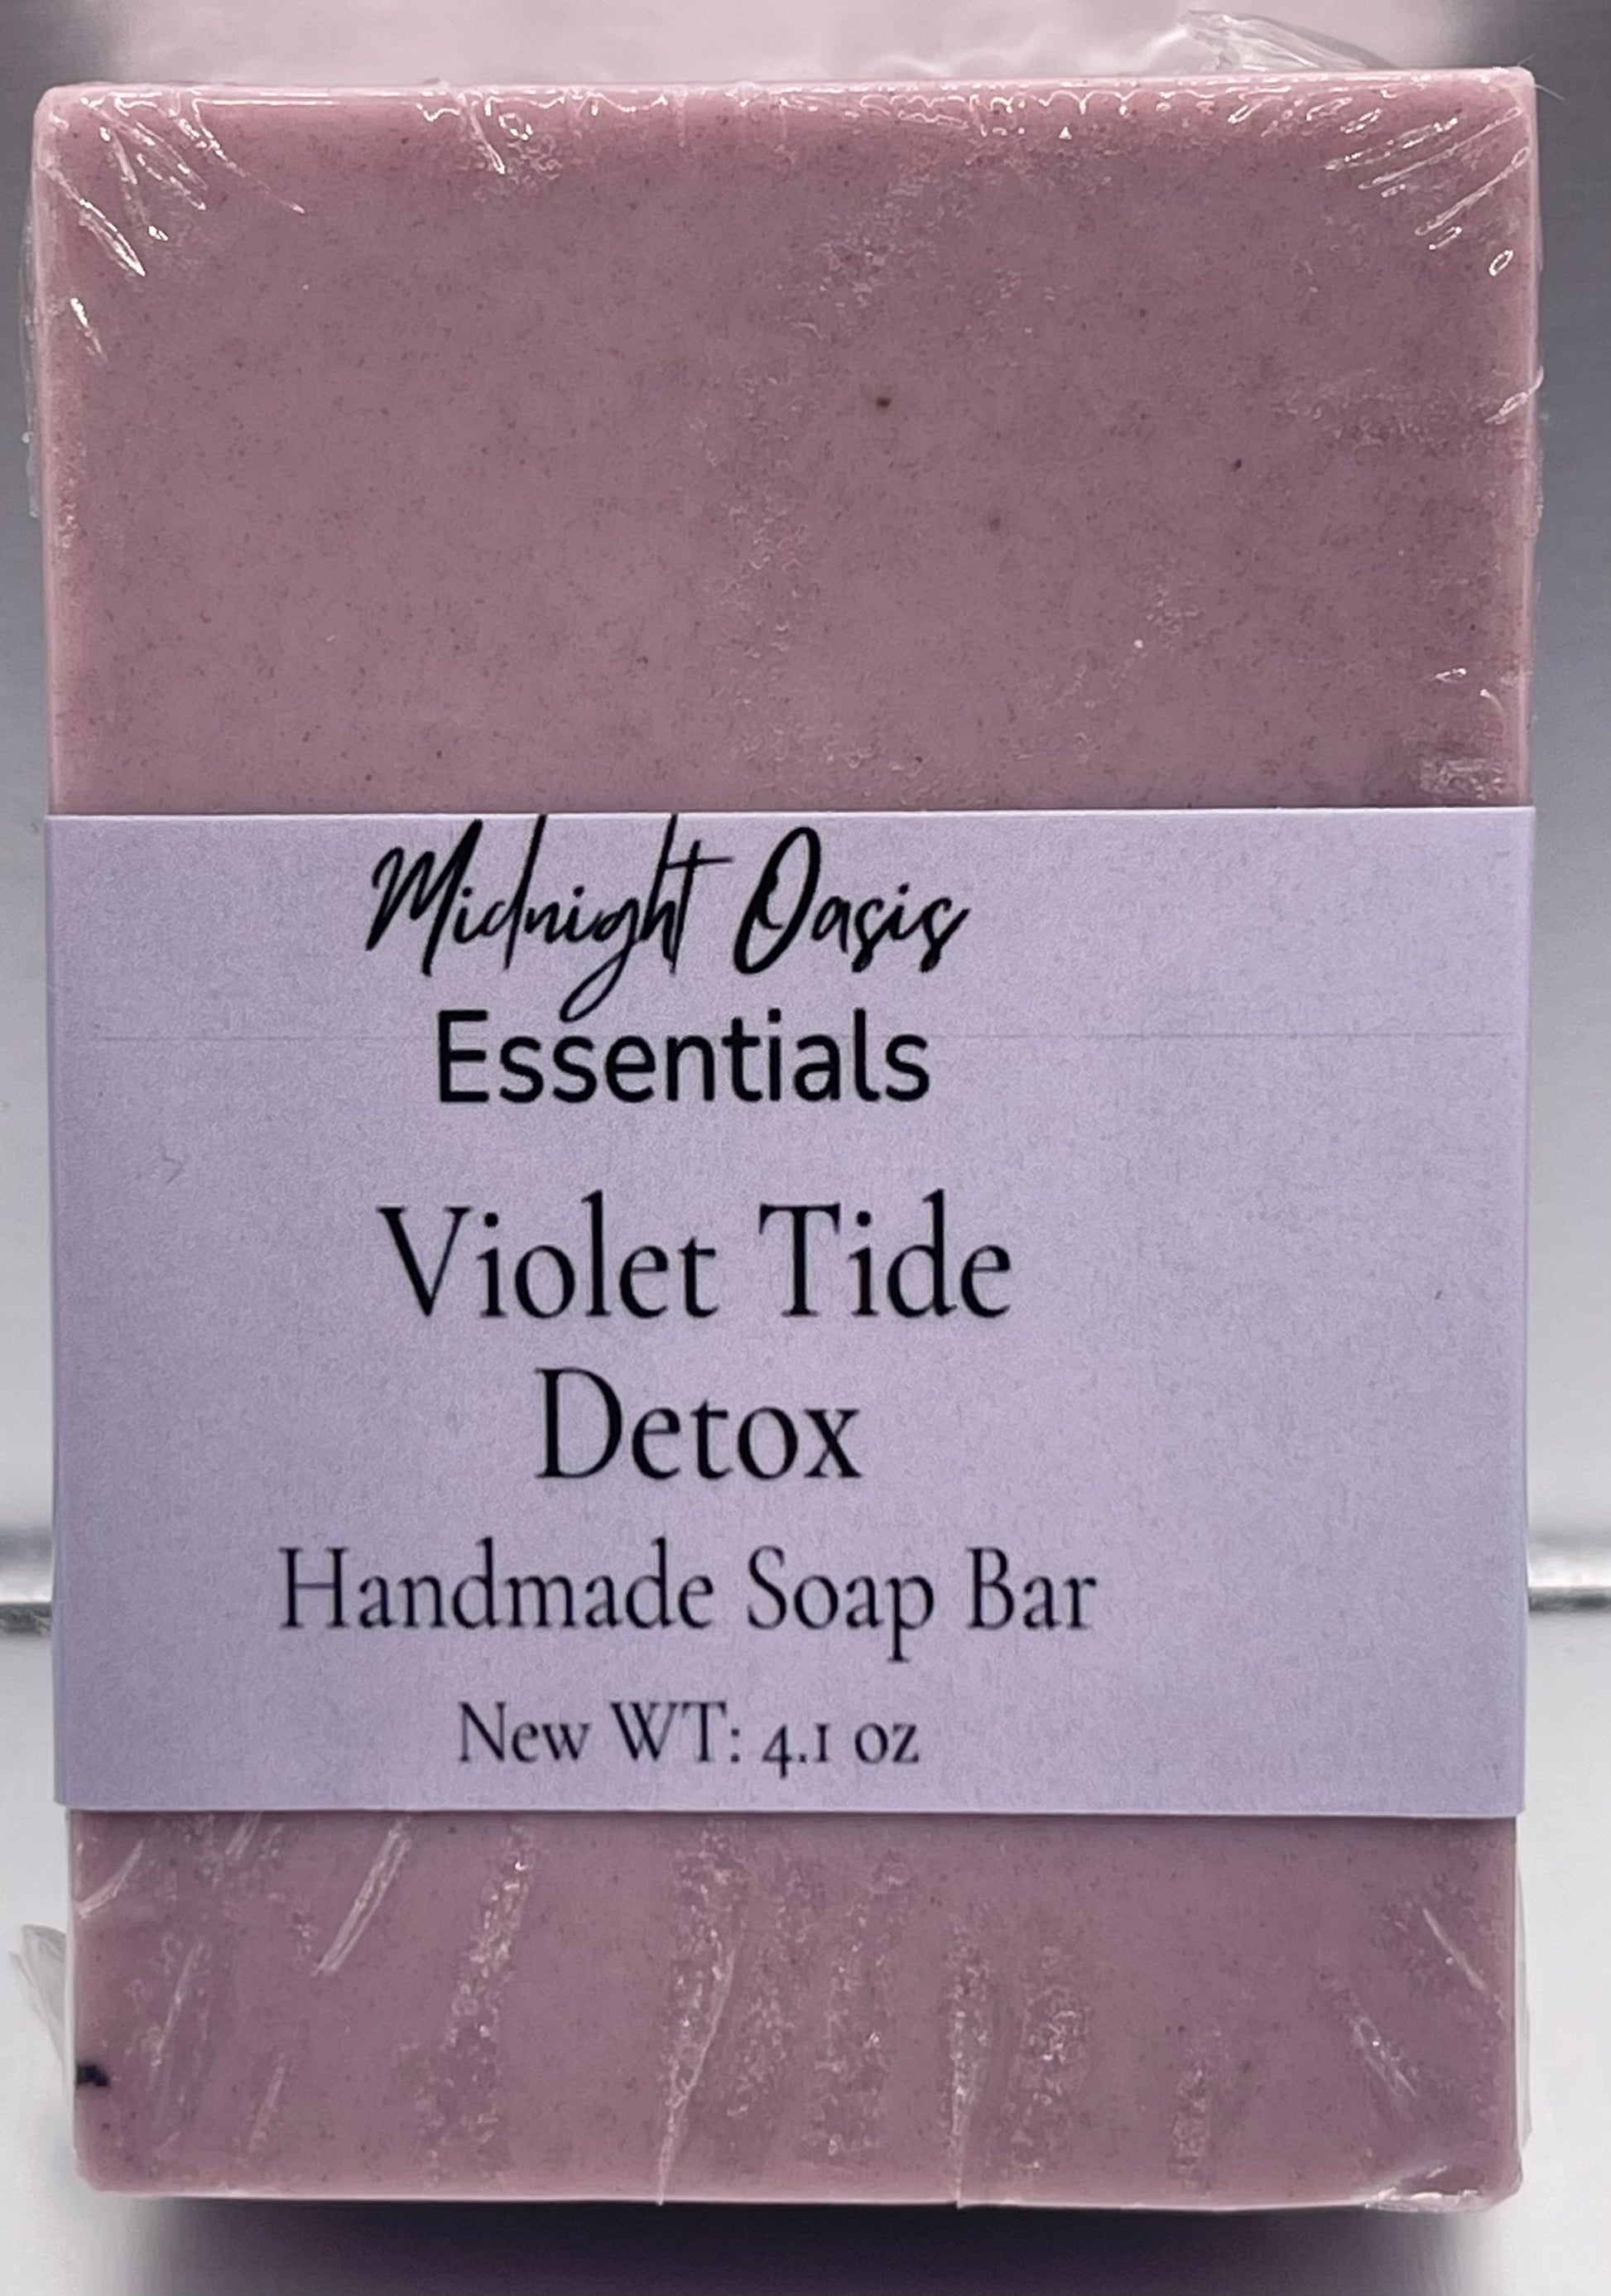 Midnight Oasis
Essentials
Violet Tide
Detox
Handmade Soap Bar
New WT: 4.1 oz